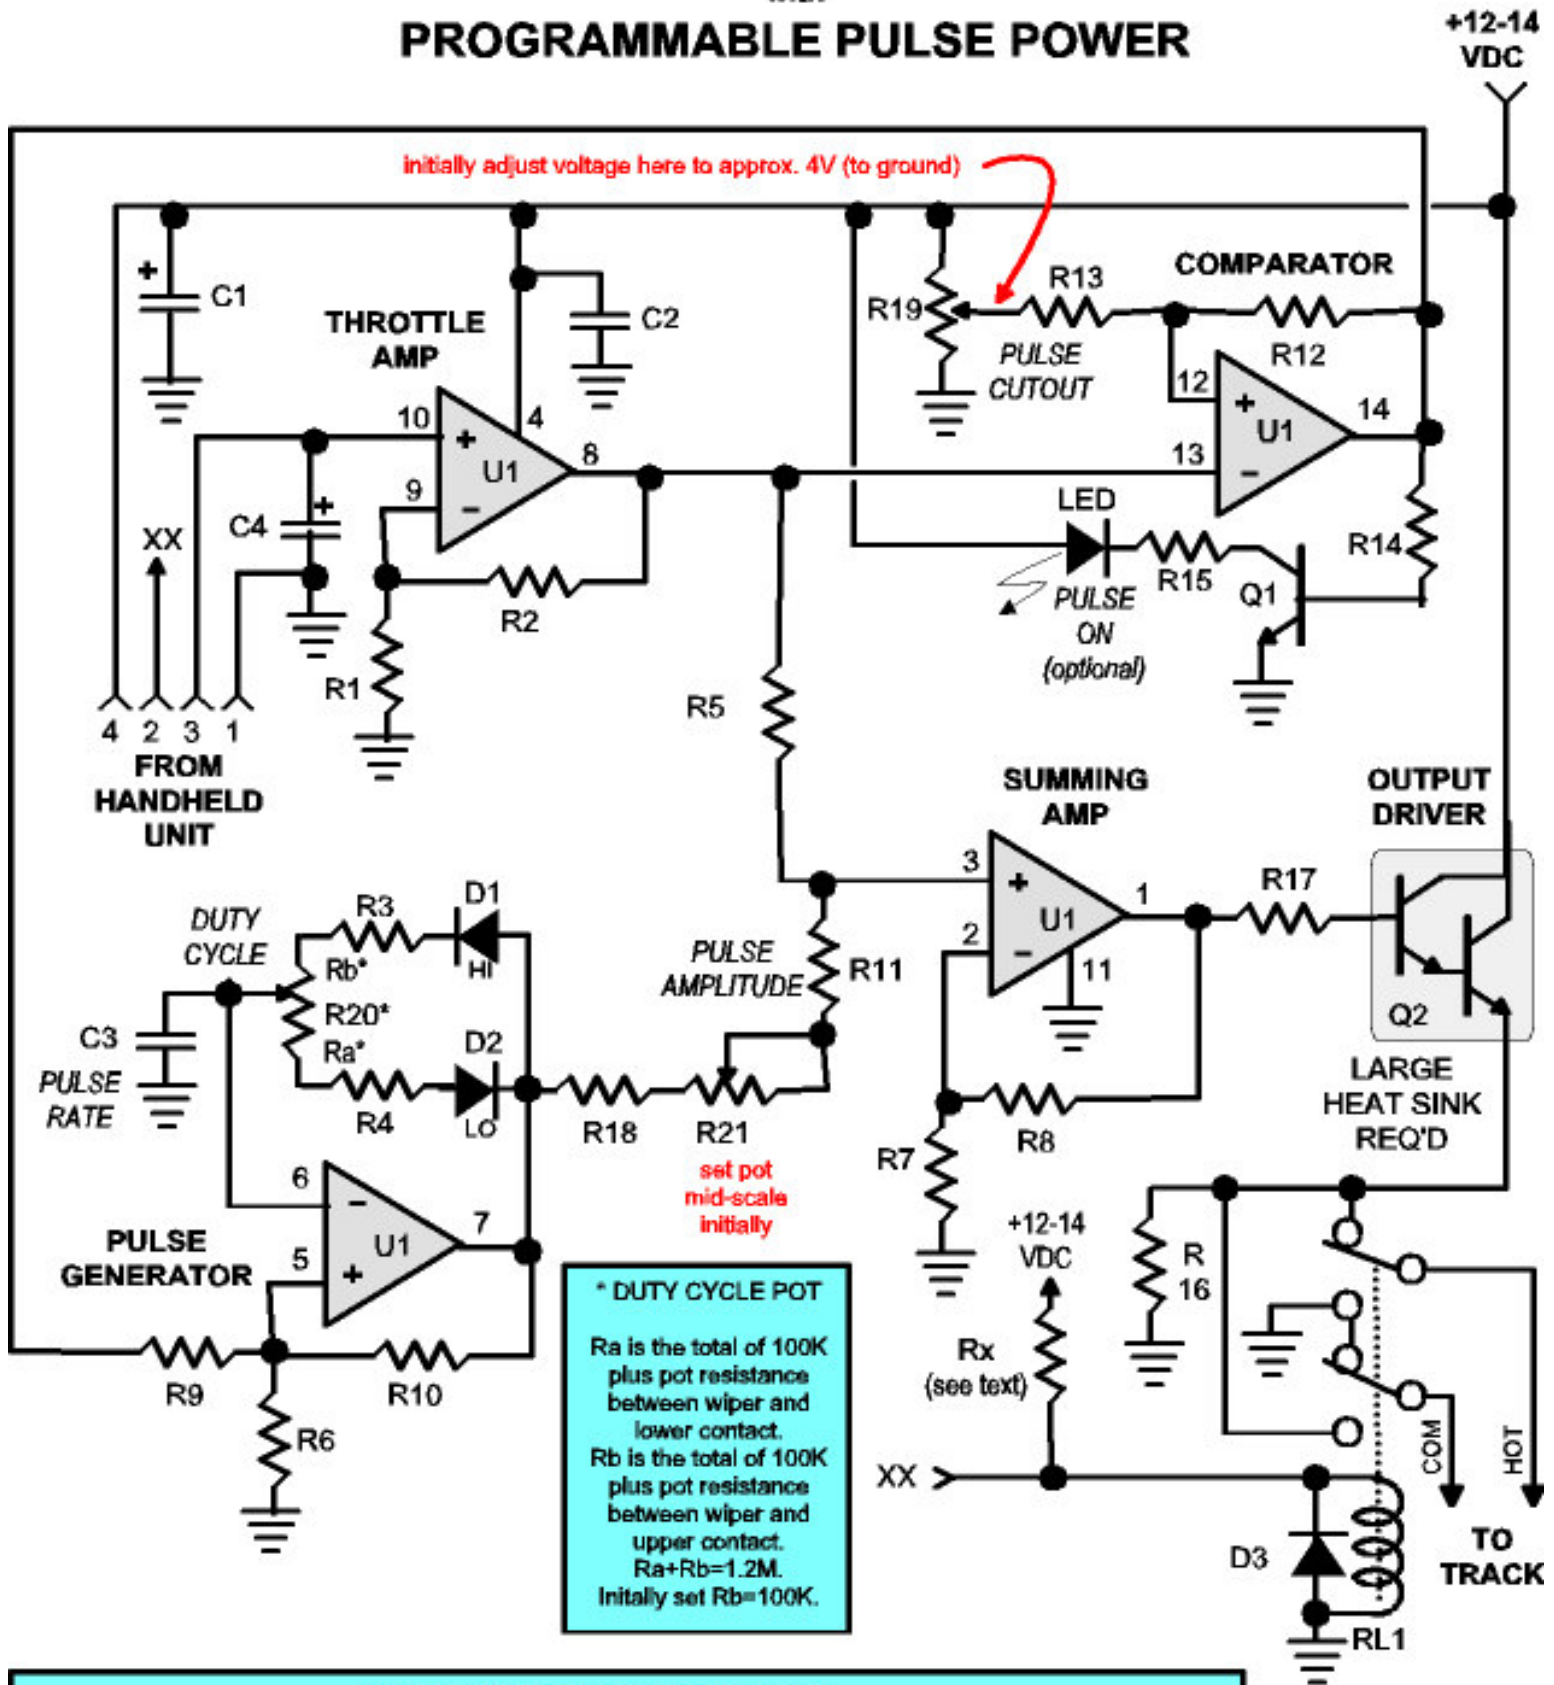 PROGRAMMABLE PULSE POWER
+12-14
VDC
initially adjust voltage here to approx. 4V (to ground)
+
C1
THROTTLE
AMP
C2
R19
R13
COMPARATOR
PULSE
CUTOUT
R12
10
+
4
U1
8
9
-
12
+
U1
14
13
-
XX
C4
+
R2
R1
LED
R15
Q1
R14
PULSE
ON
(optional)
4 2 3 1
FROM
HANDHELD
UNIT
R5
SUMMING
AMP
OUTPUT
DRIVER
3
+
U1
1
2
-
11
R17
Q2
DUTY
CYCLE
R3
D1
HI
Rb*
R20*
Ra*
C3
PULSE
RATE
R4
D2
LO
PULSE
AMPLITUDE
R11
R18
R21
set pot
mid-scale
initially
R7
R8
LARGE
HEAT SINK
REQ'D
PULSE
GENERATOR
6
-
U1
7
5
+
R9
R10
R6
+12-14
VDC
Rx
(see text)
R
16
* DUTY CYCLE POT
Ra is the total of 100K
plus pot resistance
between wiper and
lower contact.
Rb is the total of 100K
plus pot resistance
between wiper and
upper contact.
Ra+Rb=1.2M.
Initally set Rb=100K.
XX
COM
HOT
D3
RL1
TO
TRACK